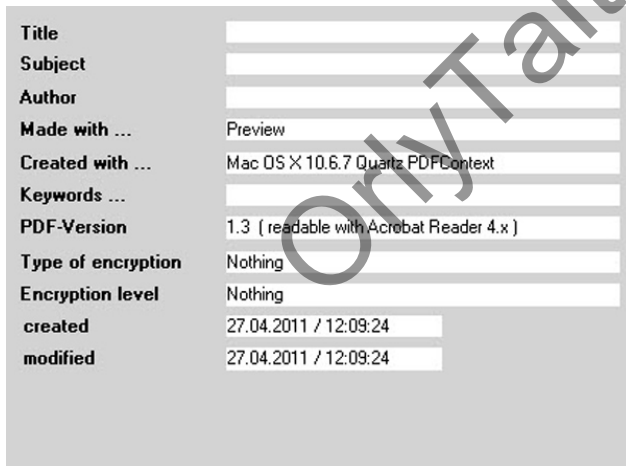 Title
Subject
Author
Made with ... Preview
Created with ... Mac OS X 10.6.7 Quartz PDFContext
Keywords ...
PDF-Version 1.3 ( readable with Acrobat Reader 4.x )
Type of encryption Nothing
Encryption level Nothing
created 27.04.2011 / 12:09:24
modified 27.04.2011 / 12:09:24